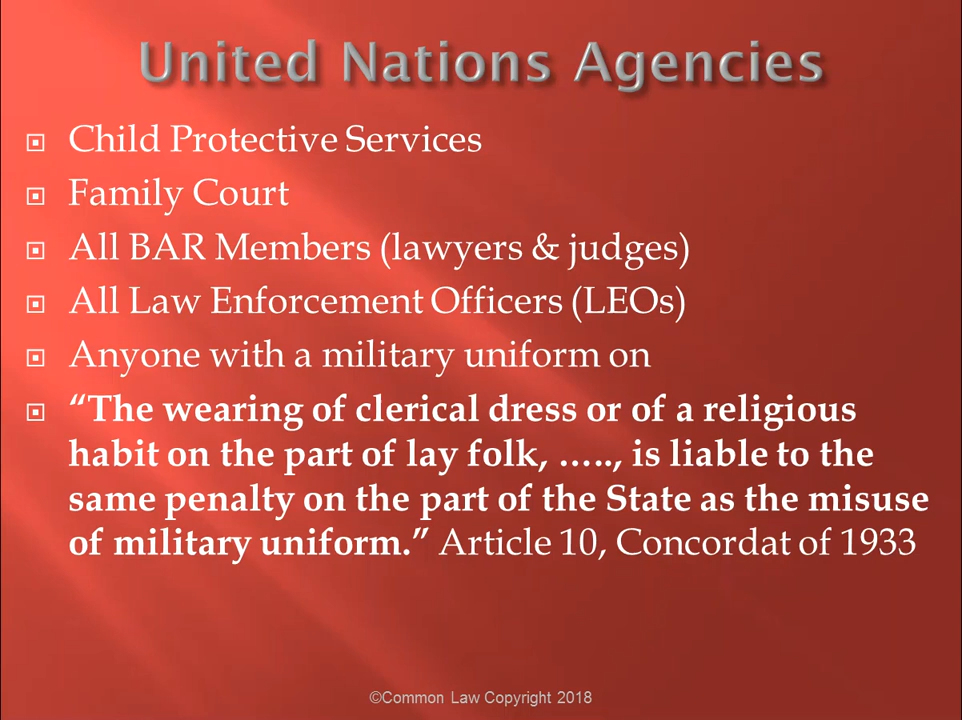 United Nations Agencies
Child Protective Services
Family Court
All BAR Members (lawyers & judges)
All Law Enforcement Officers (LEOs)
Anyone with a military uniform on
“The wearing of clerical dress or of a religious
habit on the part of lay folk, ….., is liable to the
same penalty on the part of the State as the misuse
of military uniform.” Article 10, Concordat of 1933
©Common Law Copyright 2018